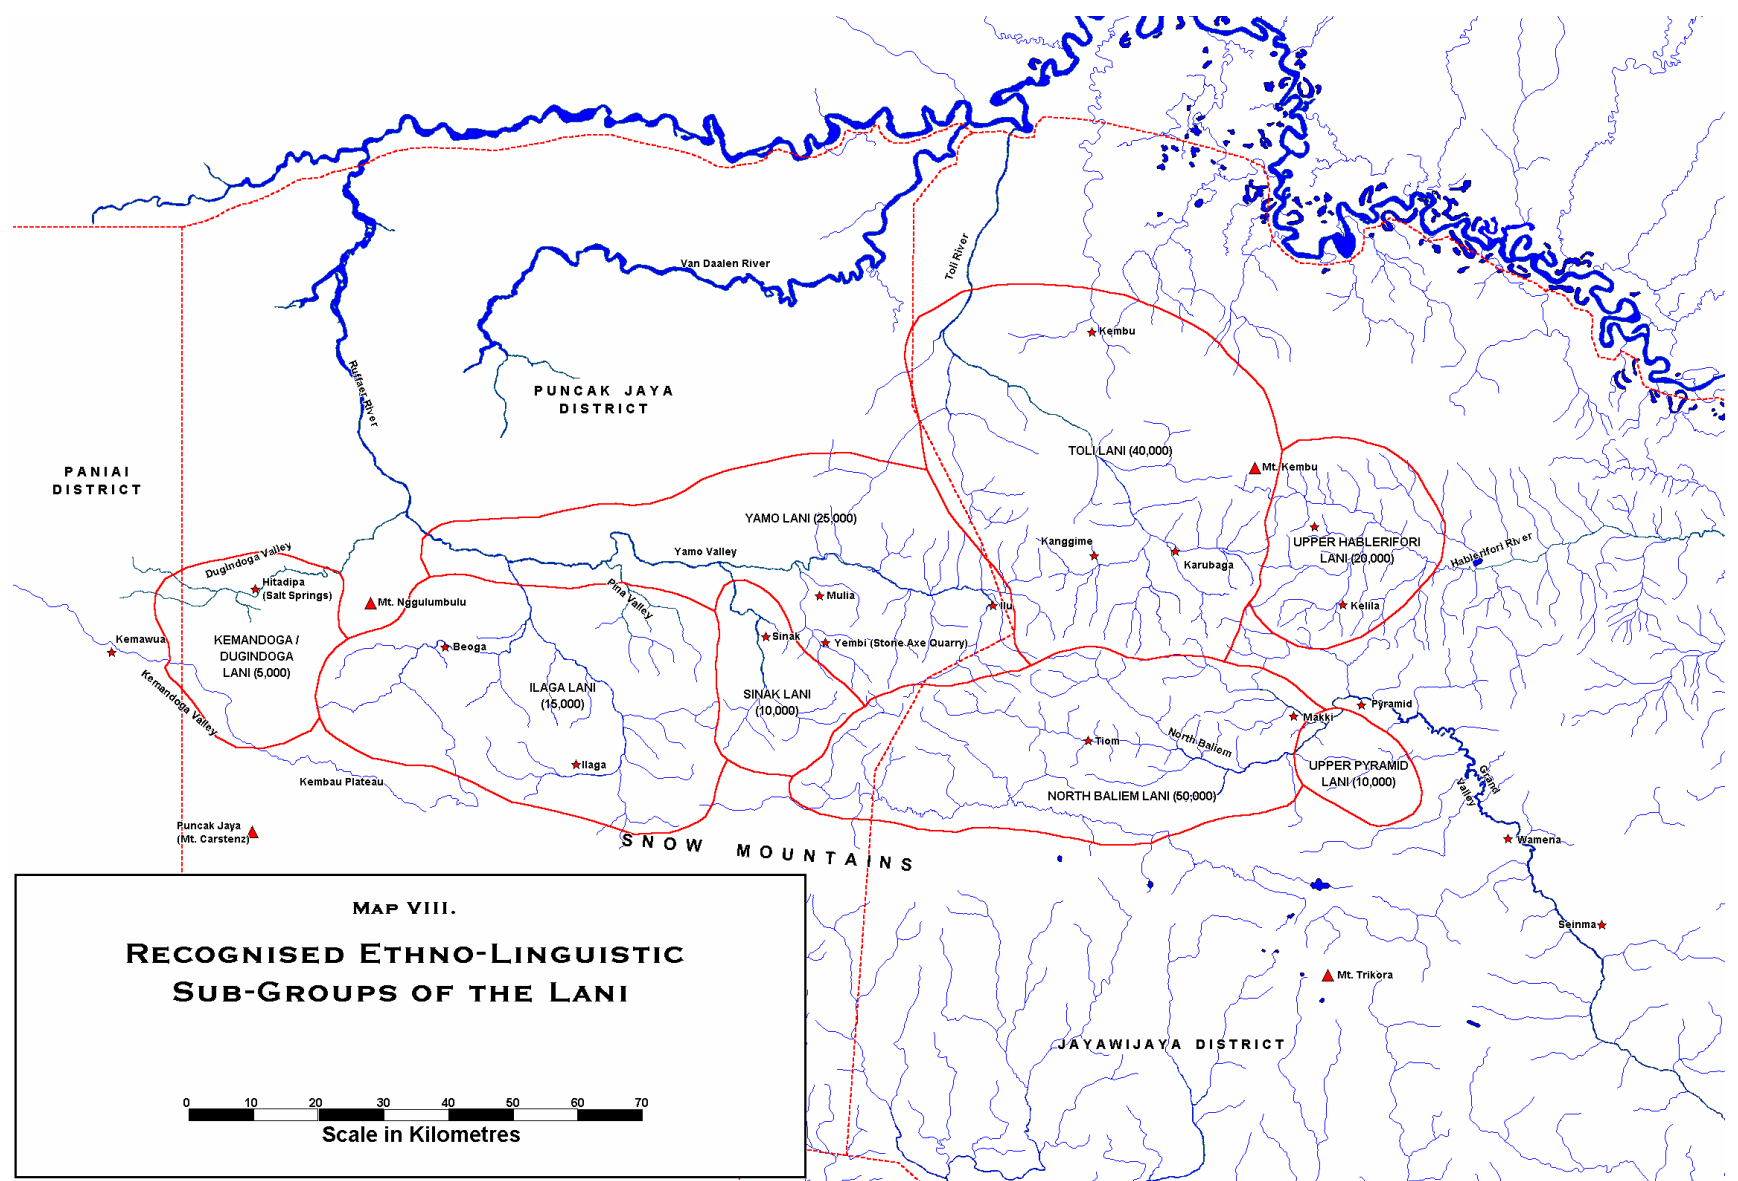 Van Daalen River
Toli River
Kembu
Ruffaer River
PUNCAK JAYA
DISTRICT
TOLI LANI (40,000)
Mt. Kembu
PANIAI
DISTRICT
YAMO LANI (25,000)
Yamo Valley
Kanggime
Karubaga
UPPER HABLERIFORI
LANI (20,000)
Hablerifori River
Dugindoga Valley
Hitadipa
(Salt Springs)
Mt. Nggulumbulu
Pina Valley
Mulia
Ilu
Kelila
Kemawua
KEMANDOGA /
DUGINDOGA
LANI (5,000)
Beoga
Sinak
Yembi (Stone Axe Quarry)
Kemandoga Valley
ILAGA LANI
(15,000)
SINAK LANI
(10,000)
Pyramid
Makki
Tiom
North Baliem
Ilaga
UPPER PYRAMID
LANI (10,000)
Grand
Valley
Kembau Plateau
NORTH BALIEM LANI (50,000)
Puncak Jaya
(Mt. Carstenz)
SNOW MOUNTAINS
Wamena
Seinma
Mt. Trikora
JAYAWIJAYA DISTRICT
MAP VIII.
RECOGNISED ETHNO-LINGUISTIC
SUB-GROUPS OF THE LANI
0 10 20 30 40 50 60 70
Scale in Kilometres